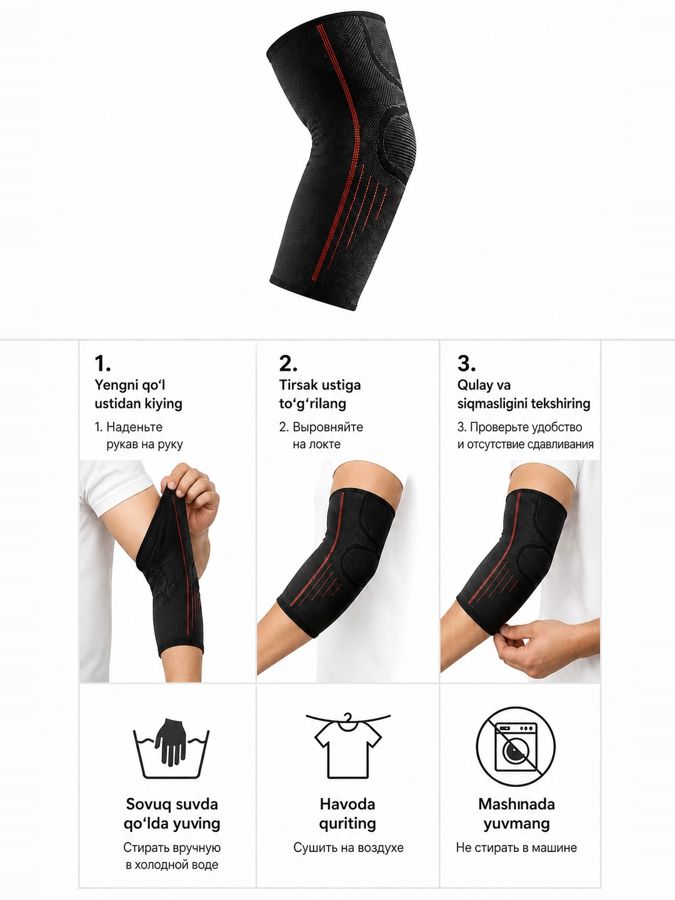 1.
Yengni qo‘l
ustidan kiying
1. Наденьте
рукав на руку
2.
Tirsak ustiga
to‘g‘rilang
2. Выровняйте
на локте
3.
Qulay va
siqmasligini tekshiring
3. Проверьте удобство
и отсутствие сдавливания
Sovuq suvda
qo‘lda yuving
Стирать вручную
в холодной воде
Havoda
quriting
Сушить на воздухе
Mashınada
yuvmang
Не стирать в машине